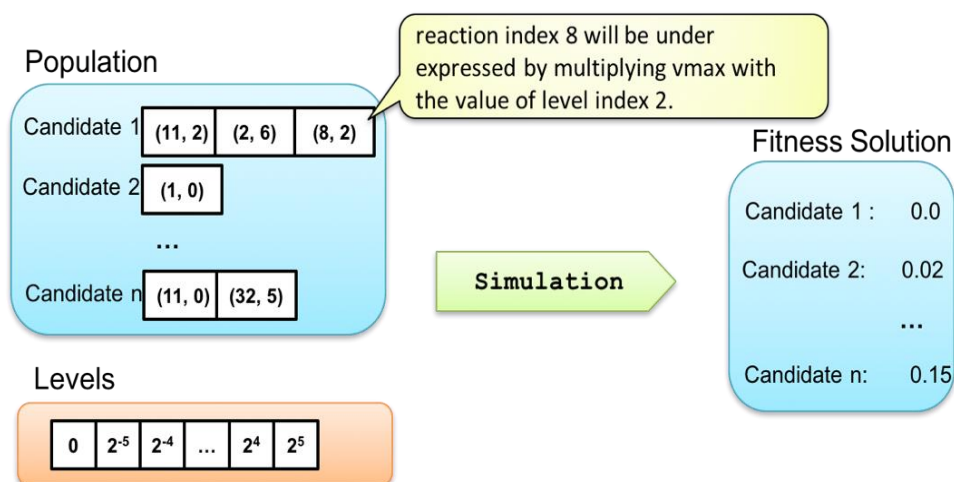 reaction index 8 will be under
expressed by multiplying vmax with
the value of level index 2.
Population
Candidate 1 (11, 2) (2, 6) (8, 2)
Candidate 2 (1, 0)
...
Candidate n (11, 0) (32, 5)
Simulation
Fitness Solution
Candidate 1 : 0.0
Candidate 2: 0.02
...
Candidate n: 0.15
Levels
0 2⁻⁵ 2⁻⁴ ... 2⁴ 2⁵